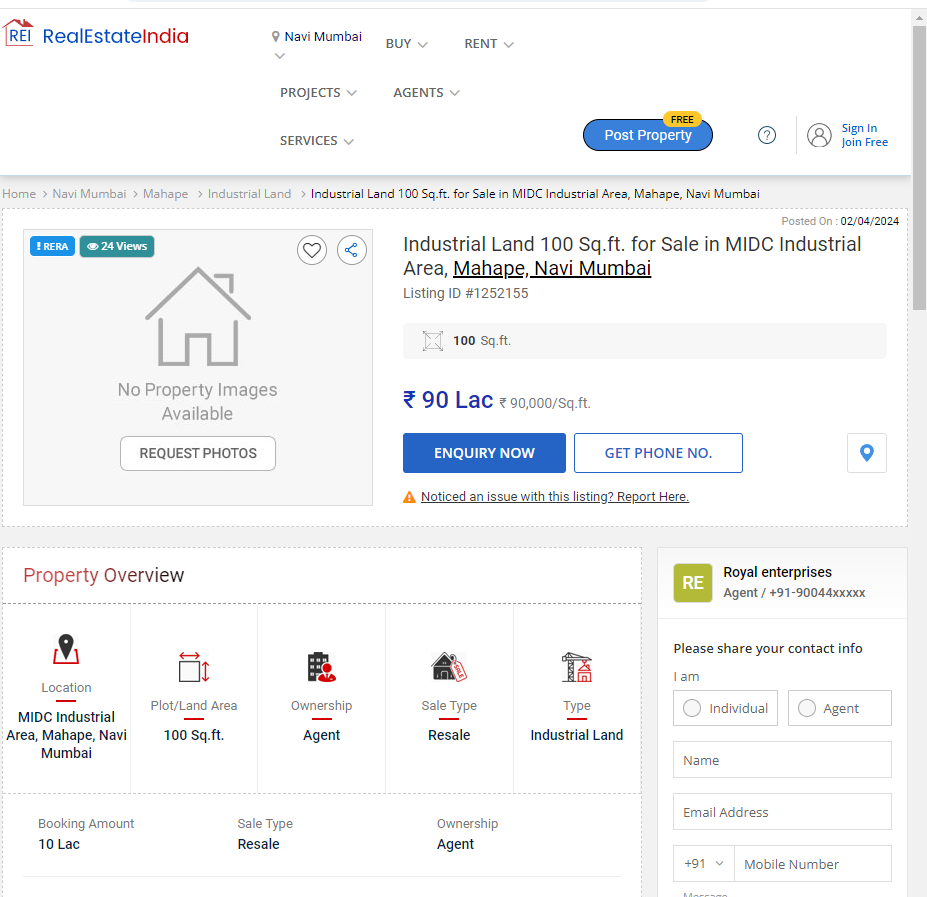 REI RealEstateIndia
Navi Mumbai
BUY
RENT
PROJECTS
AGENTS
SERVICES
FREE
Post Property
?
Sign In
Join Free
Home > Navi Mumbai > Mahape > Industrial Land > Industrial Land 100 Sq.ft. for Sale in MIDC Industrial Area, Mahape, Navi Mumbai
Posted On : 02/04/2024
! RERA
24 Views
No Property Images
Available
REQUEST PHOTOS
Industrial Land 100 Sq.ft. for Sale in MIDC Industrial
Area, Mahape, Navi Mumbai
Listing ID #1252155
100 Sq.ft.
₹ 90 Lac ₹ 90,000/Sq.ft.
ENQUIRY NOW
GET PHONE NO.
Noticed an issue with this listing? Report Here.
Property Overview
Location
MIDC Industrial
Area, Mahape, Navi
Mumbai
Plot/Land Area
100 Sq.ft.
Ownership
Agent
SALE
Sale Type
Resale
Type
Industrial Land
Booking Amount
10 Lac
Sale Type
Resale
Ownership
Agent
RE
Royal enterprises
Agent / +91-90044xxxxx
Please share your contact info
I am
Individual
Agent
Name
Email Address
+91
Mobile Number
Message